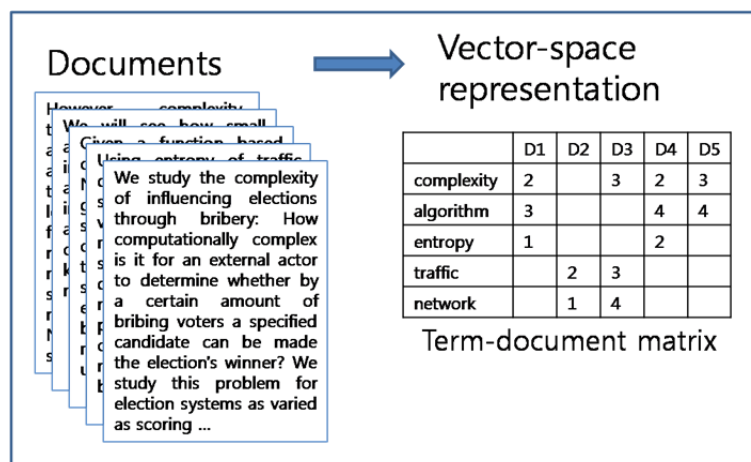 Documents
Vector-space
representation
However, complexity
We will see how small
Given a function based
Using entropy of traffic
We study the complexity
of influencing elections
through bribery: How
computationally complex
is it for an external actor
to determine whether by
a certain amount of
bribing voters a specified
candidate can be made
the election's winner? We
study this problem for
election systems as varied
as scoring ...
D1 D2 D3 D4 D5
complexity 2 3 2 3
algorithm 3 4 4
entropy 1 2
traffic 2 3
network 1 4
Term-document matrix